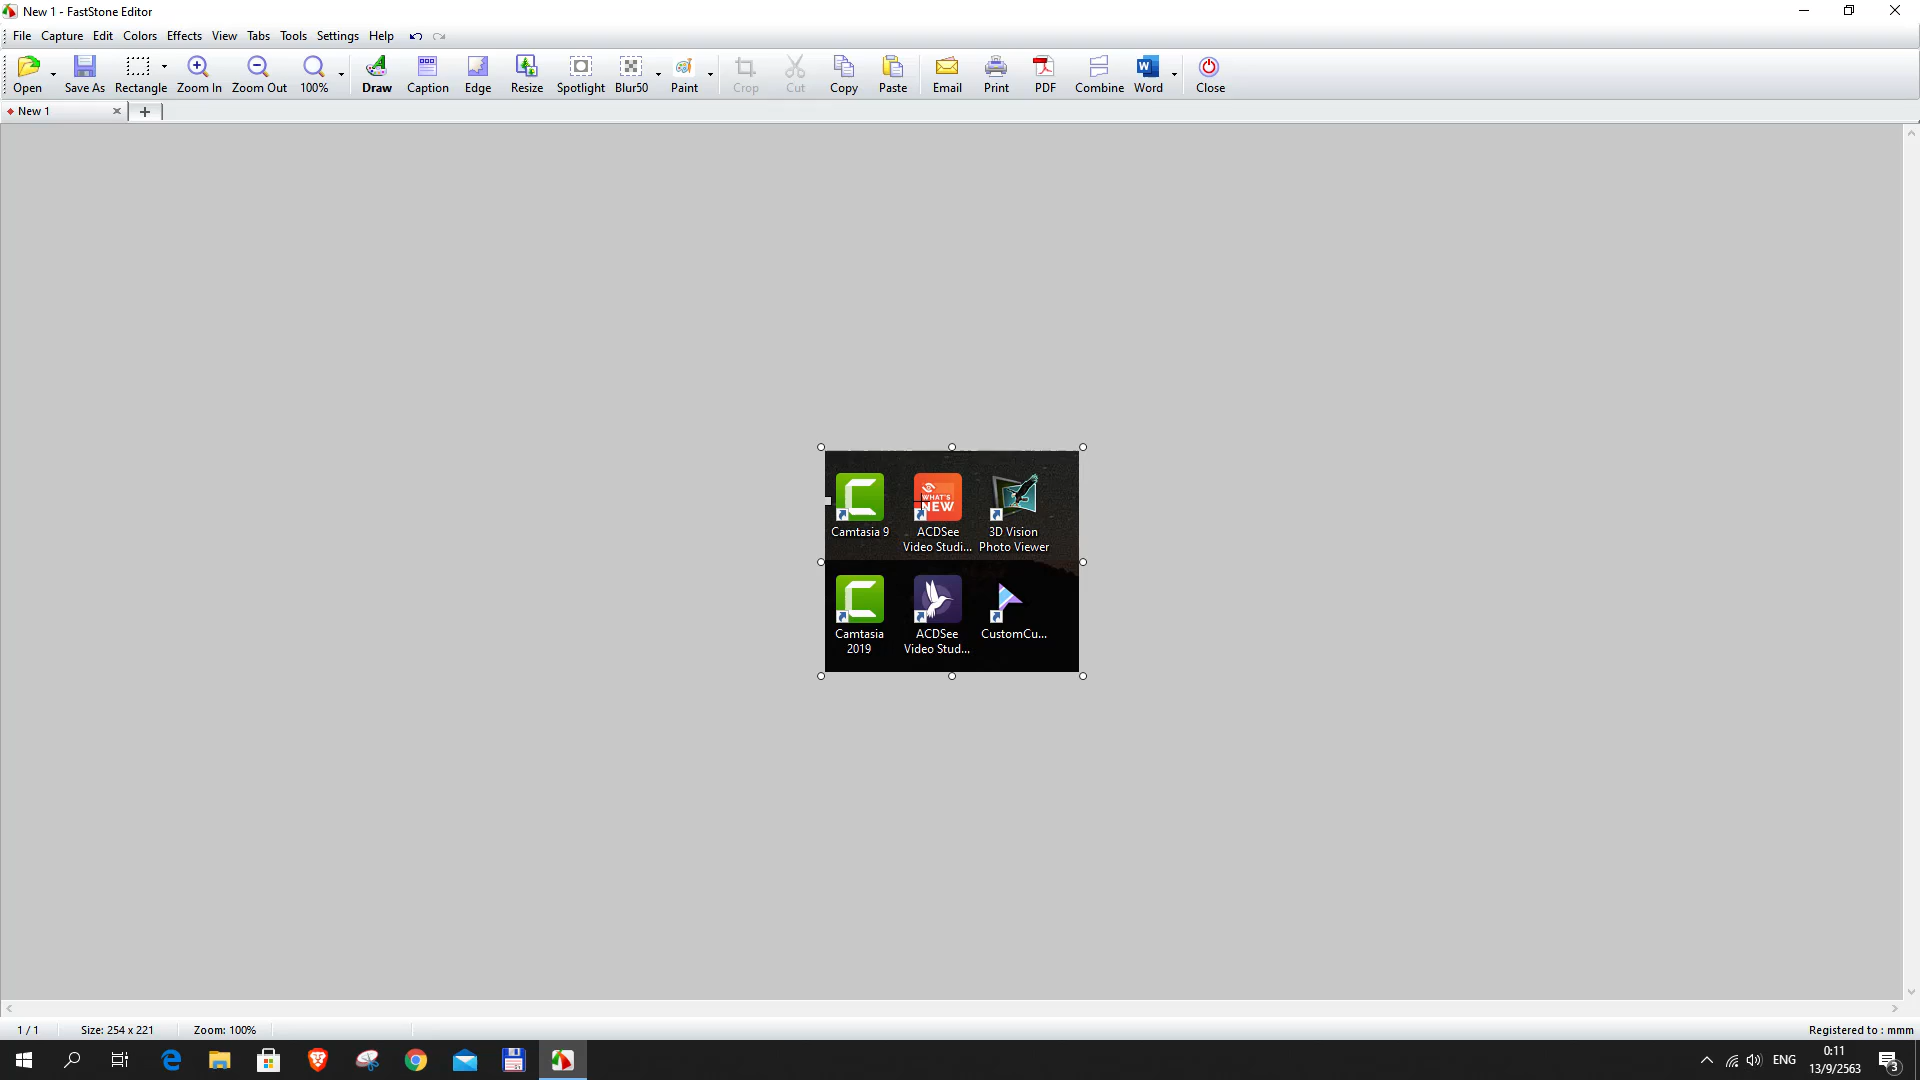 New 1 - FastStone Editor
File Capture Edit Colors Effects View Tabs Tools Settings Help
Open Save As Rectangle Zoom In Zoom Out 100% Draw Caption Edge Resize Spotlight Blur50 Paint Crop Cut Copy Paste Email Print PDF Combine Word Close
New 1
WHAT'S
NEW
Camtasia 9
ACDSee
Video Studi...
3D Vision
Photo Viewer
Camtasia
2019
ACDSee
Video Stud...
CustomCu...
1 / 1 Size: 254 x 221 Zoom: 100% Registered to : mmm
ENG
0:11
13/9/2563
3